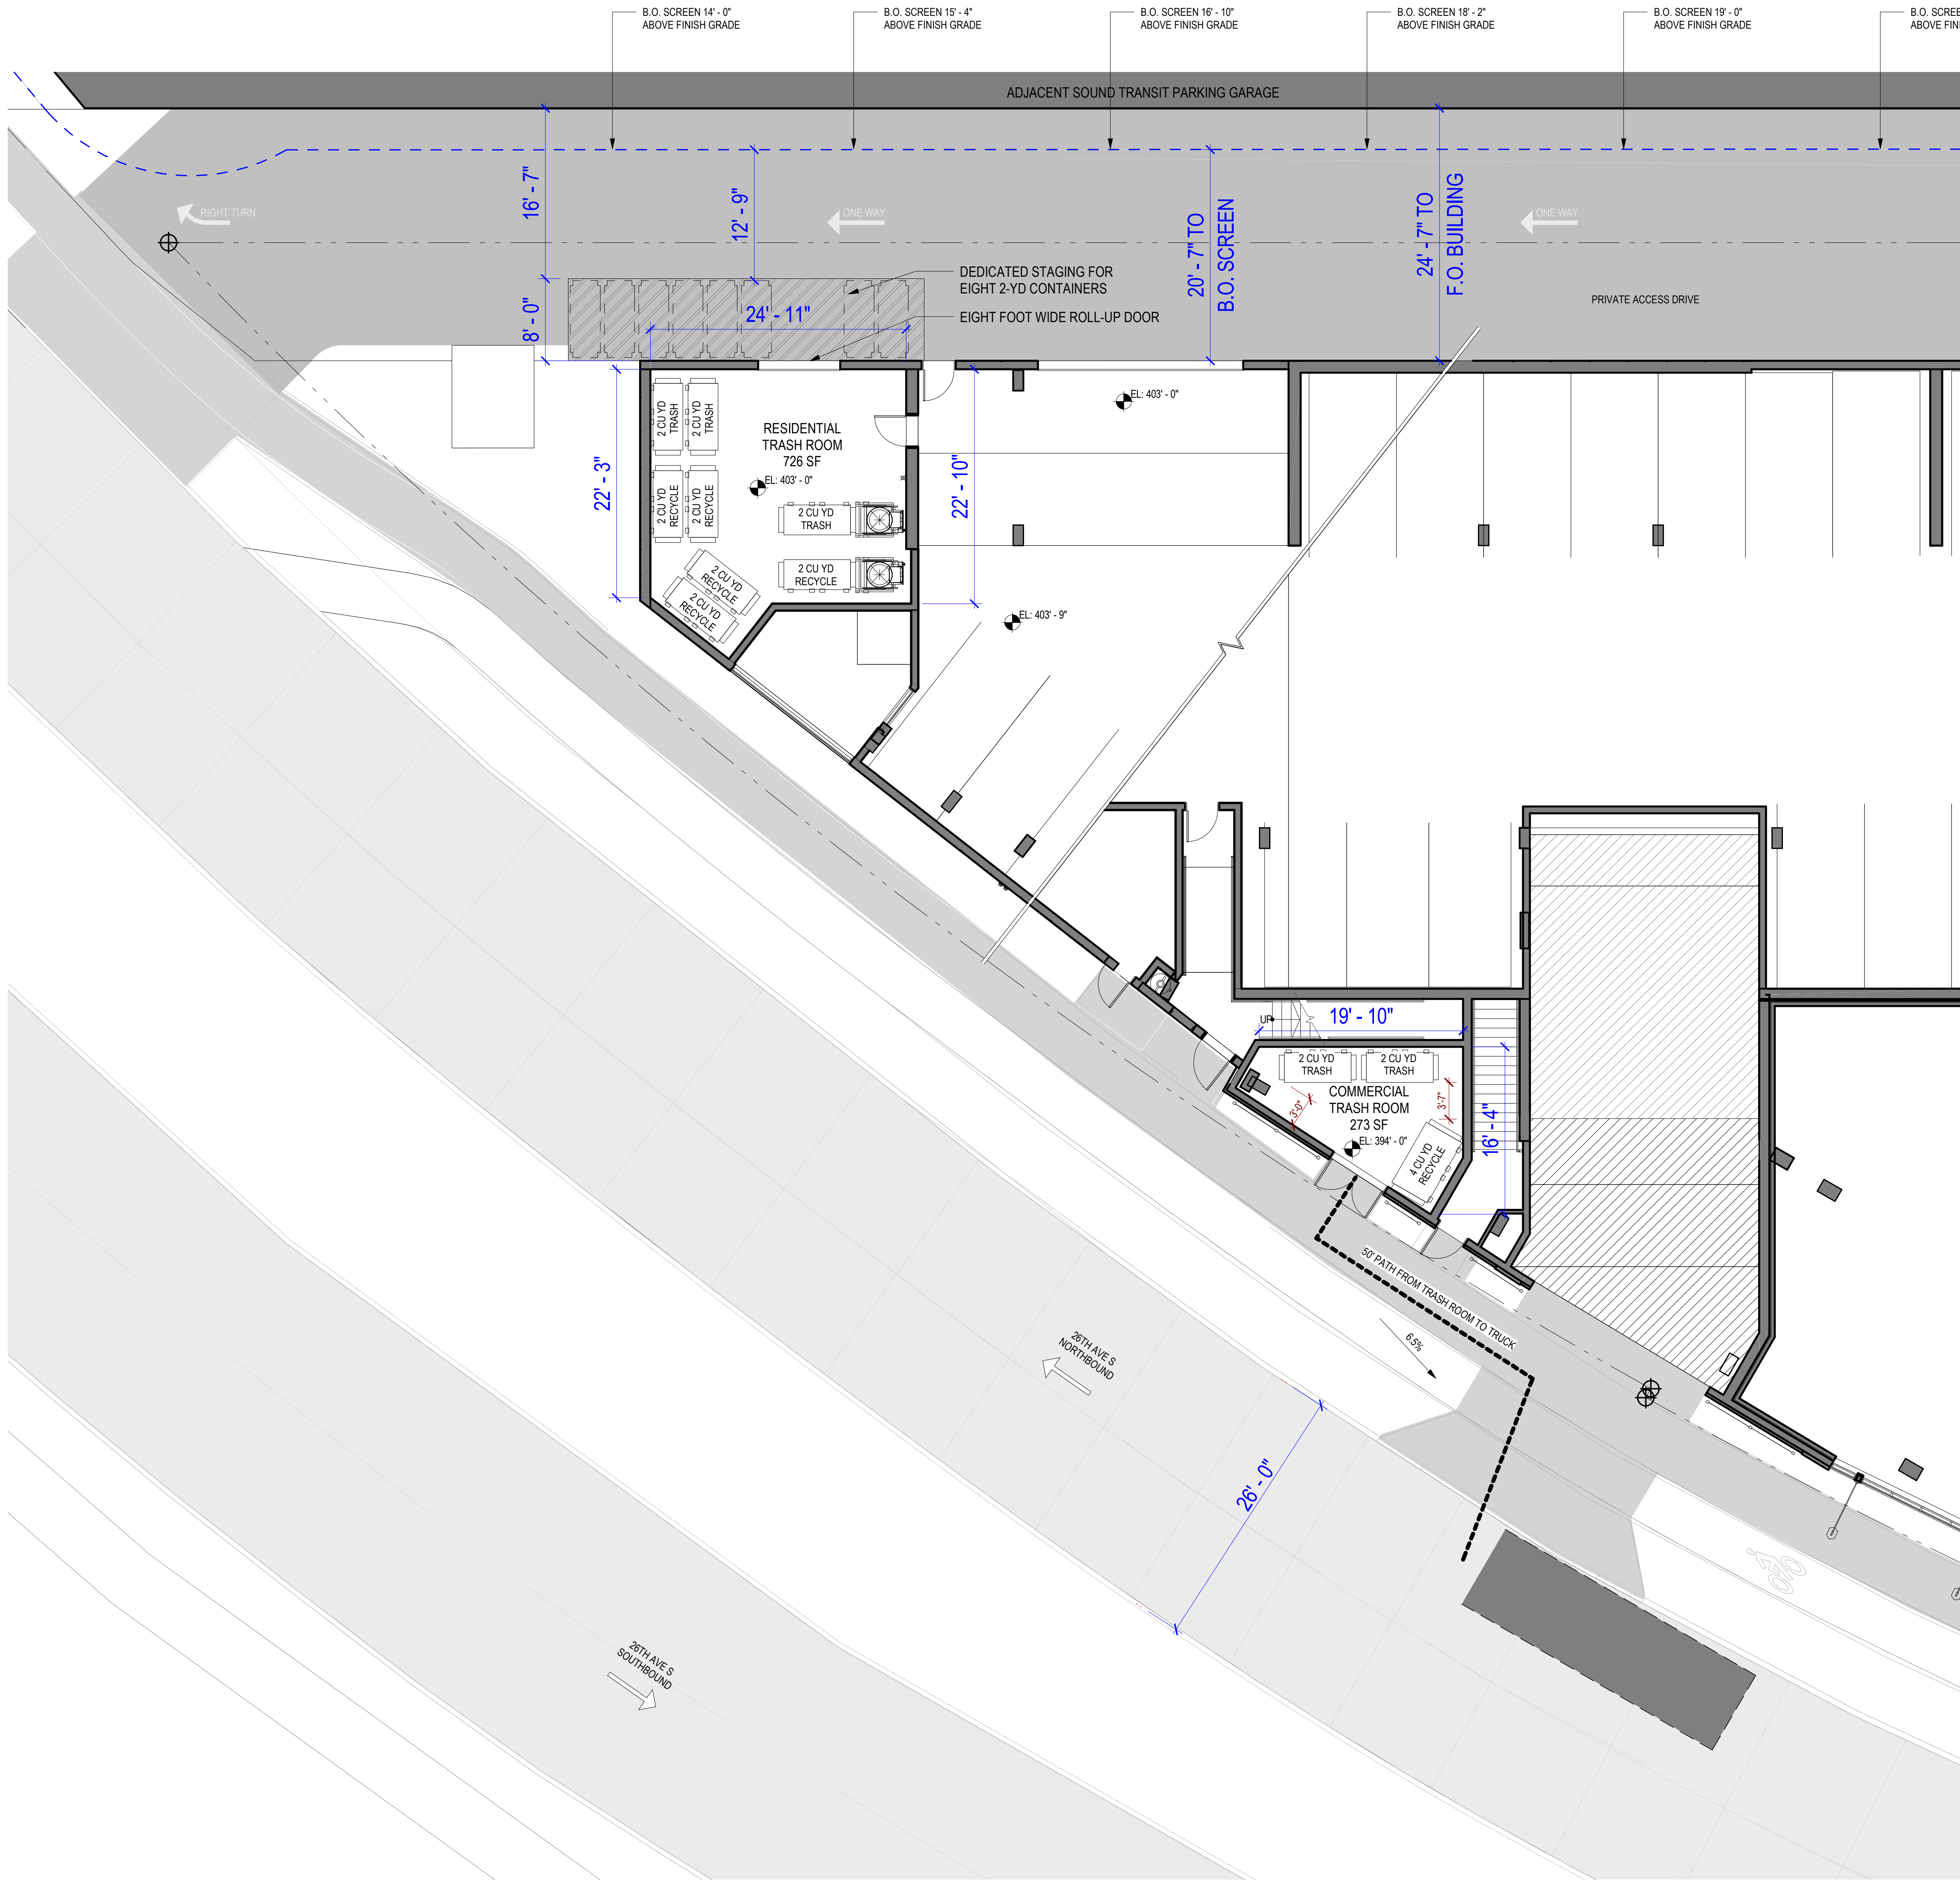 B.O. SCREEN 14' - 0"
ABOVE FINISH GRADE
B.O. SCREEN 15' - 4"
ABOVE FINISH GRADE
B.O. SCREEN 16' - 10"
ABOVE FINISH GRADE
B.O. SCREEN 18' - 2"
ABOVE FINISH GRADE
B.O. SCREEN 19' - 0"
ABOVE FINISH GRADE
B.O. SCREE
ABOVE FIN
ADJACENT SOUND TRANSIT PARKING GARAGE
16' - 7"
12' - 9"
20' - 7" TO
B.O. SCREEN
24' - 7" TO
F.O. BUILDING
RIGHT TURN
ONE WAY
ONE WAY
DEDICATED STAGING FOR
EIGHT 2-YD CONTAINERS
PRIVATE ACCESS DRIVE
8' - 0"
24' - 11"
EIGHT FOOT WIDE ROLL-UP DOOR
2 CU YD
TRASH
2 CU YD
TRASH
EL: 403' - 0"
RESIDENTIAL
TRASH ROOM
726 SF
EL: 403' - 0"
22' - 3"
22' - 10"
2 CU YD
RECYCLE
2 CU YD
RECYCLE
2 CU YD
TRASH
2 CU YD
RECYCLE
2 CU YD
RECYCLE
2 CU YD
RECYCLE
EL: 403' - 9"
UP
19' - 10"
2 CU YD
TRASH
2 CU YD
TRASH
COMMERCIAL
TRASH ROOM
273 SF
EL: 394' - 0"
3'-0"
3'-7"
16' - 4"
4 CU YD
RECYCLE
50' PATH FROM TRASH ROOM TO TRUCK
6.5%
26TH AVE S
NORTHBOUND
26' - 0"
26TH AVE S
SOUTHBOUND